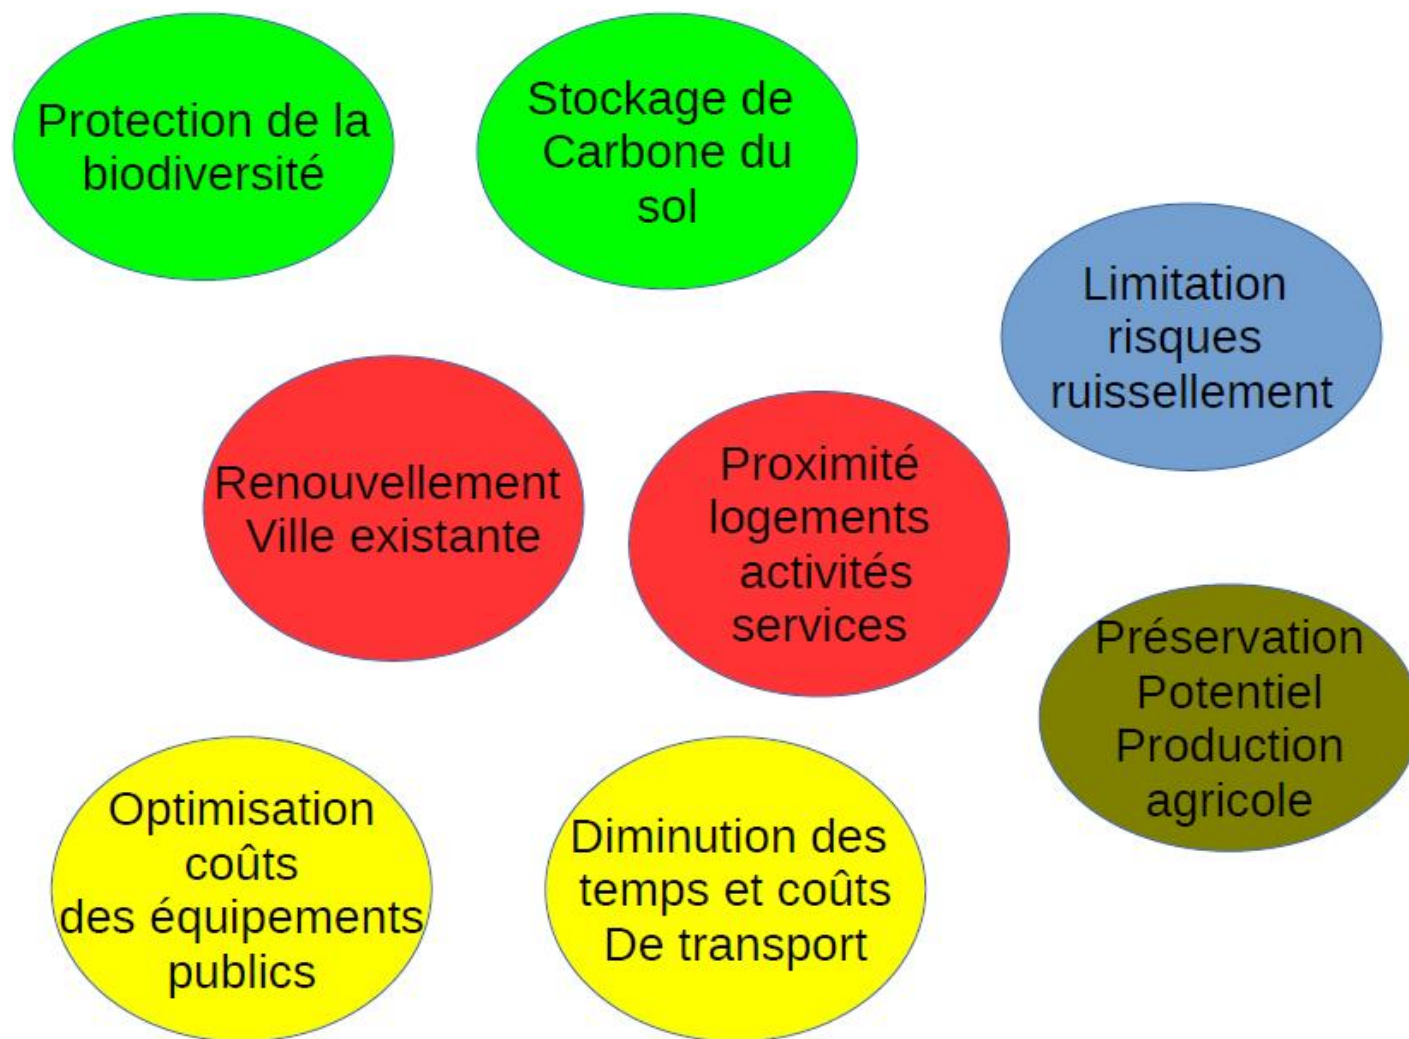 Protection de la
biodiversité
Stockage de
Carbone du
sol
Limitation
risques
ruissellement
Renouvellement
Ville existante
Proximité
logements
activités
services
Préservation
Potentiel
Production
agricole
Optimisation
coûts
des équipements
publics
Diminution des
temps et coûts
De transport